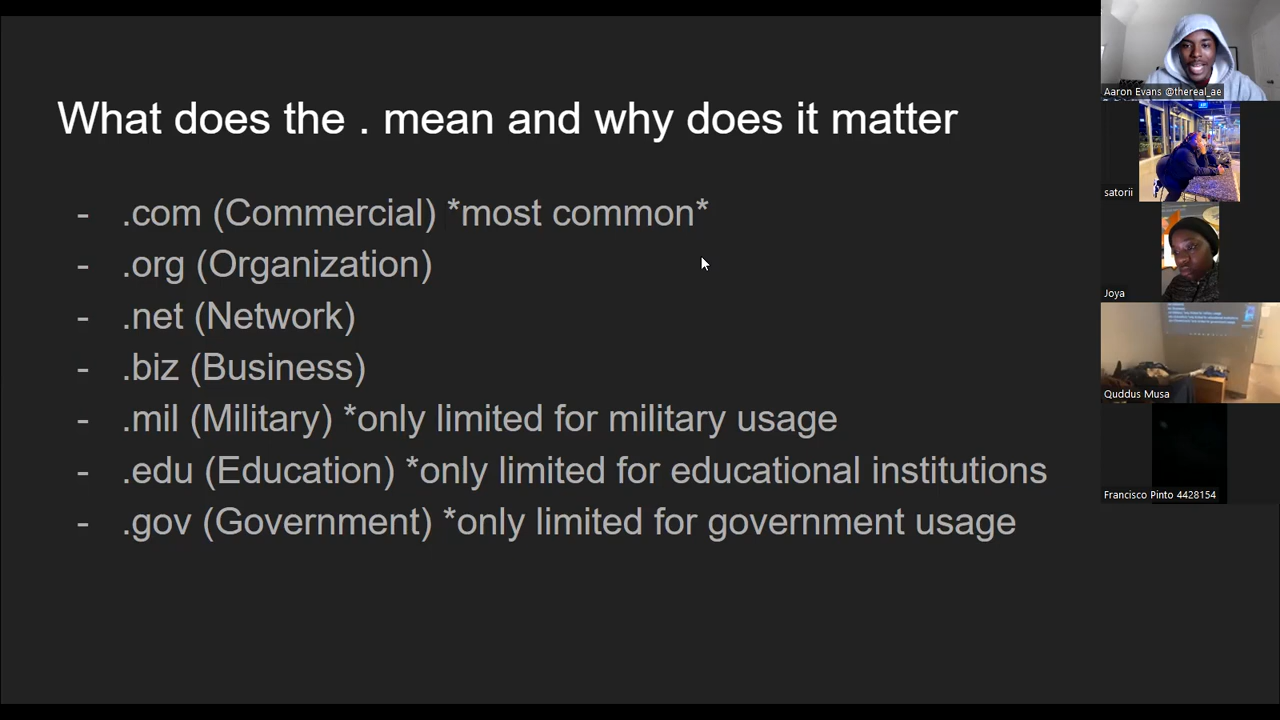 What does the . mean and why does it matter
- .com (Commercial) *most common*
- .org (Organization)
- .net (Network)
- .biz (Business)
- .mil (Military) *only limited for military usage
- .edu (Education) *only limited for educational institutions
- .gov (Government) *only limited for government usage
Aaron Evans @thereal_ae
satorii
Joya
Quddus Musa
Francisco Pinto 4428154